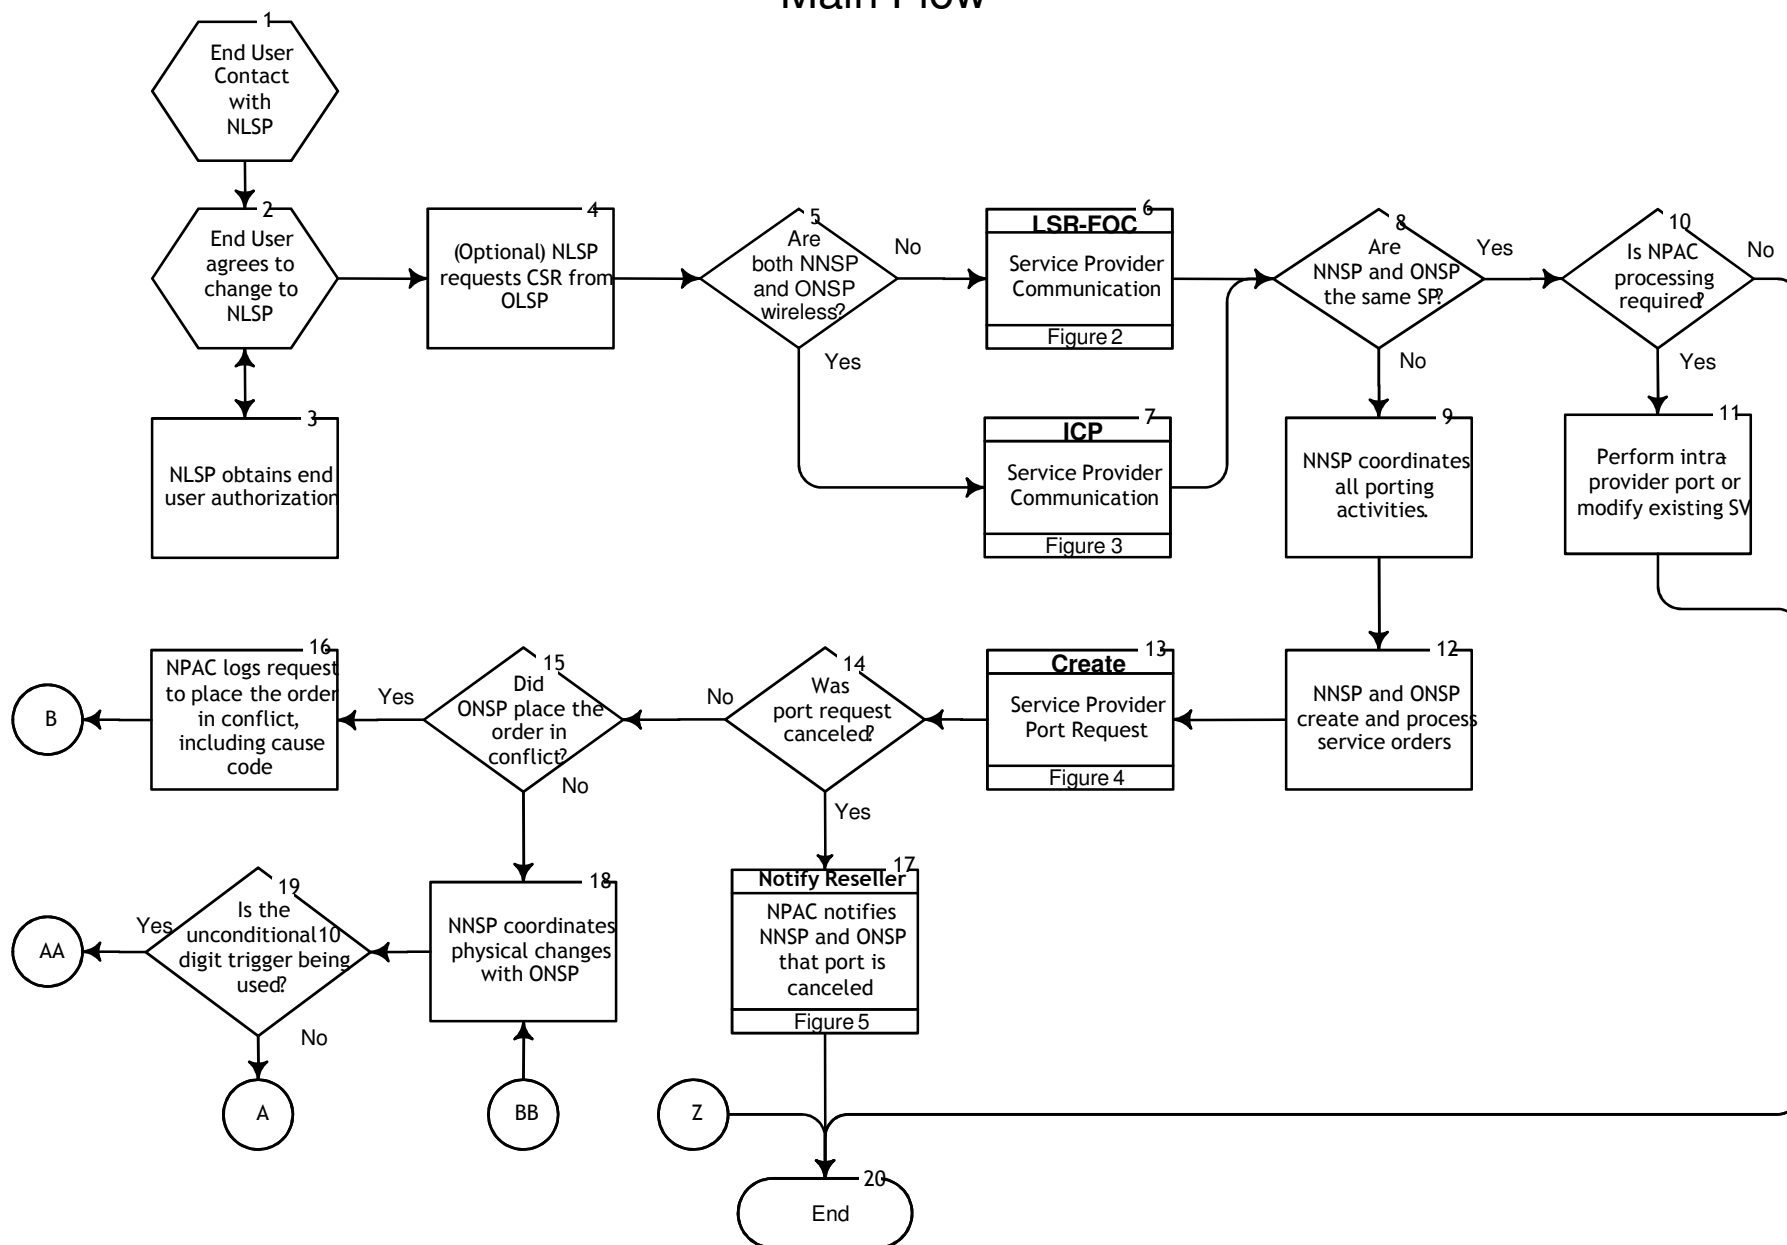 Main Flow
1
End User
Contact
with
NLSP
2
End User
agrees to
change to
NLSP
3
NLSP obtains end
user authorization
4
(Optional) NLSP
requests CSR from
OLSP
5
Are
both NNSP
and ONSP
wireless?
No
Yes
6
LSR-FOC
Service Provider
Communication
Figure 2
7
ICP
Service Provider
Communication
Figure 3
8
Are
NNSP and ONSP
the same SP?
Yes
No
9
NNSP coordinates
all porting
activities.
10
Is NPAC
processing
required?
No
Yes
11
Perform intra-
provider port or
modify existing SV
12
NNSP and ONSP
create and process
service orders
13
Create
Service Provider
Port Request
Figure 4
14
Was
port request
canceled?
No
Yes
15
Did
ONSP place the
order in
conflict?
Yes
No
16
NPAC logs request
to place the order
in conflict,
including cause
code
B
17
Notify Reseller
NPAC notifies
NNSP and ONSP
that port is
canceled
Figure 5
18
NNSP coordinates
physical changes
with ONSP
19
Is the
unconditional 10
digit trigger being
used?
Yes
No
AA
A
BB
Z
20
End